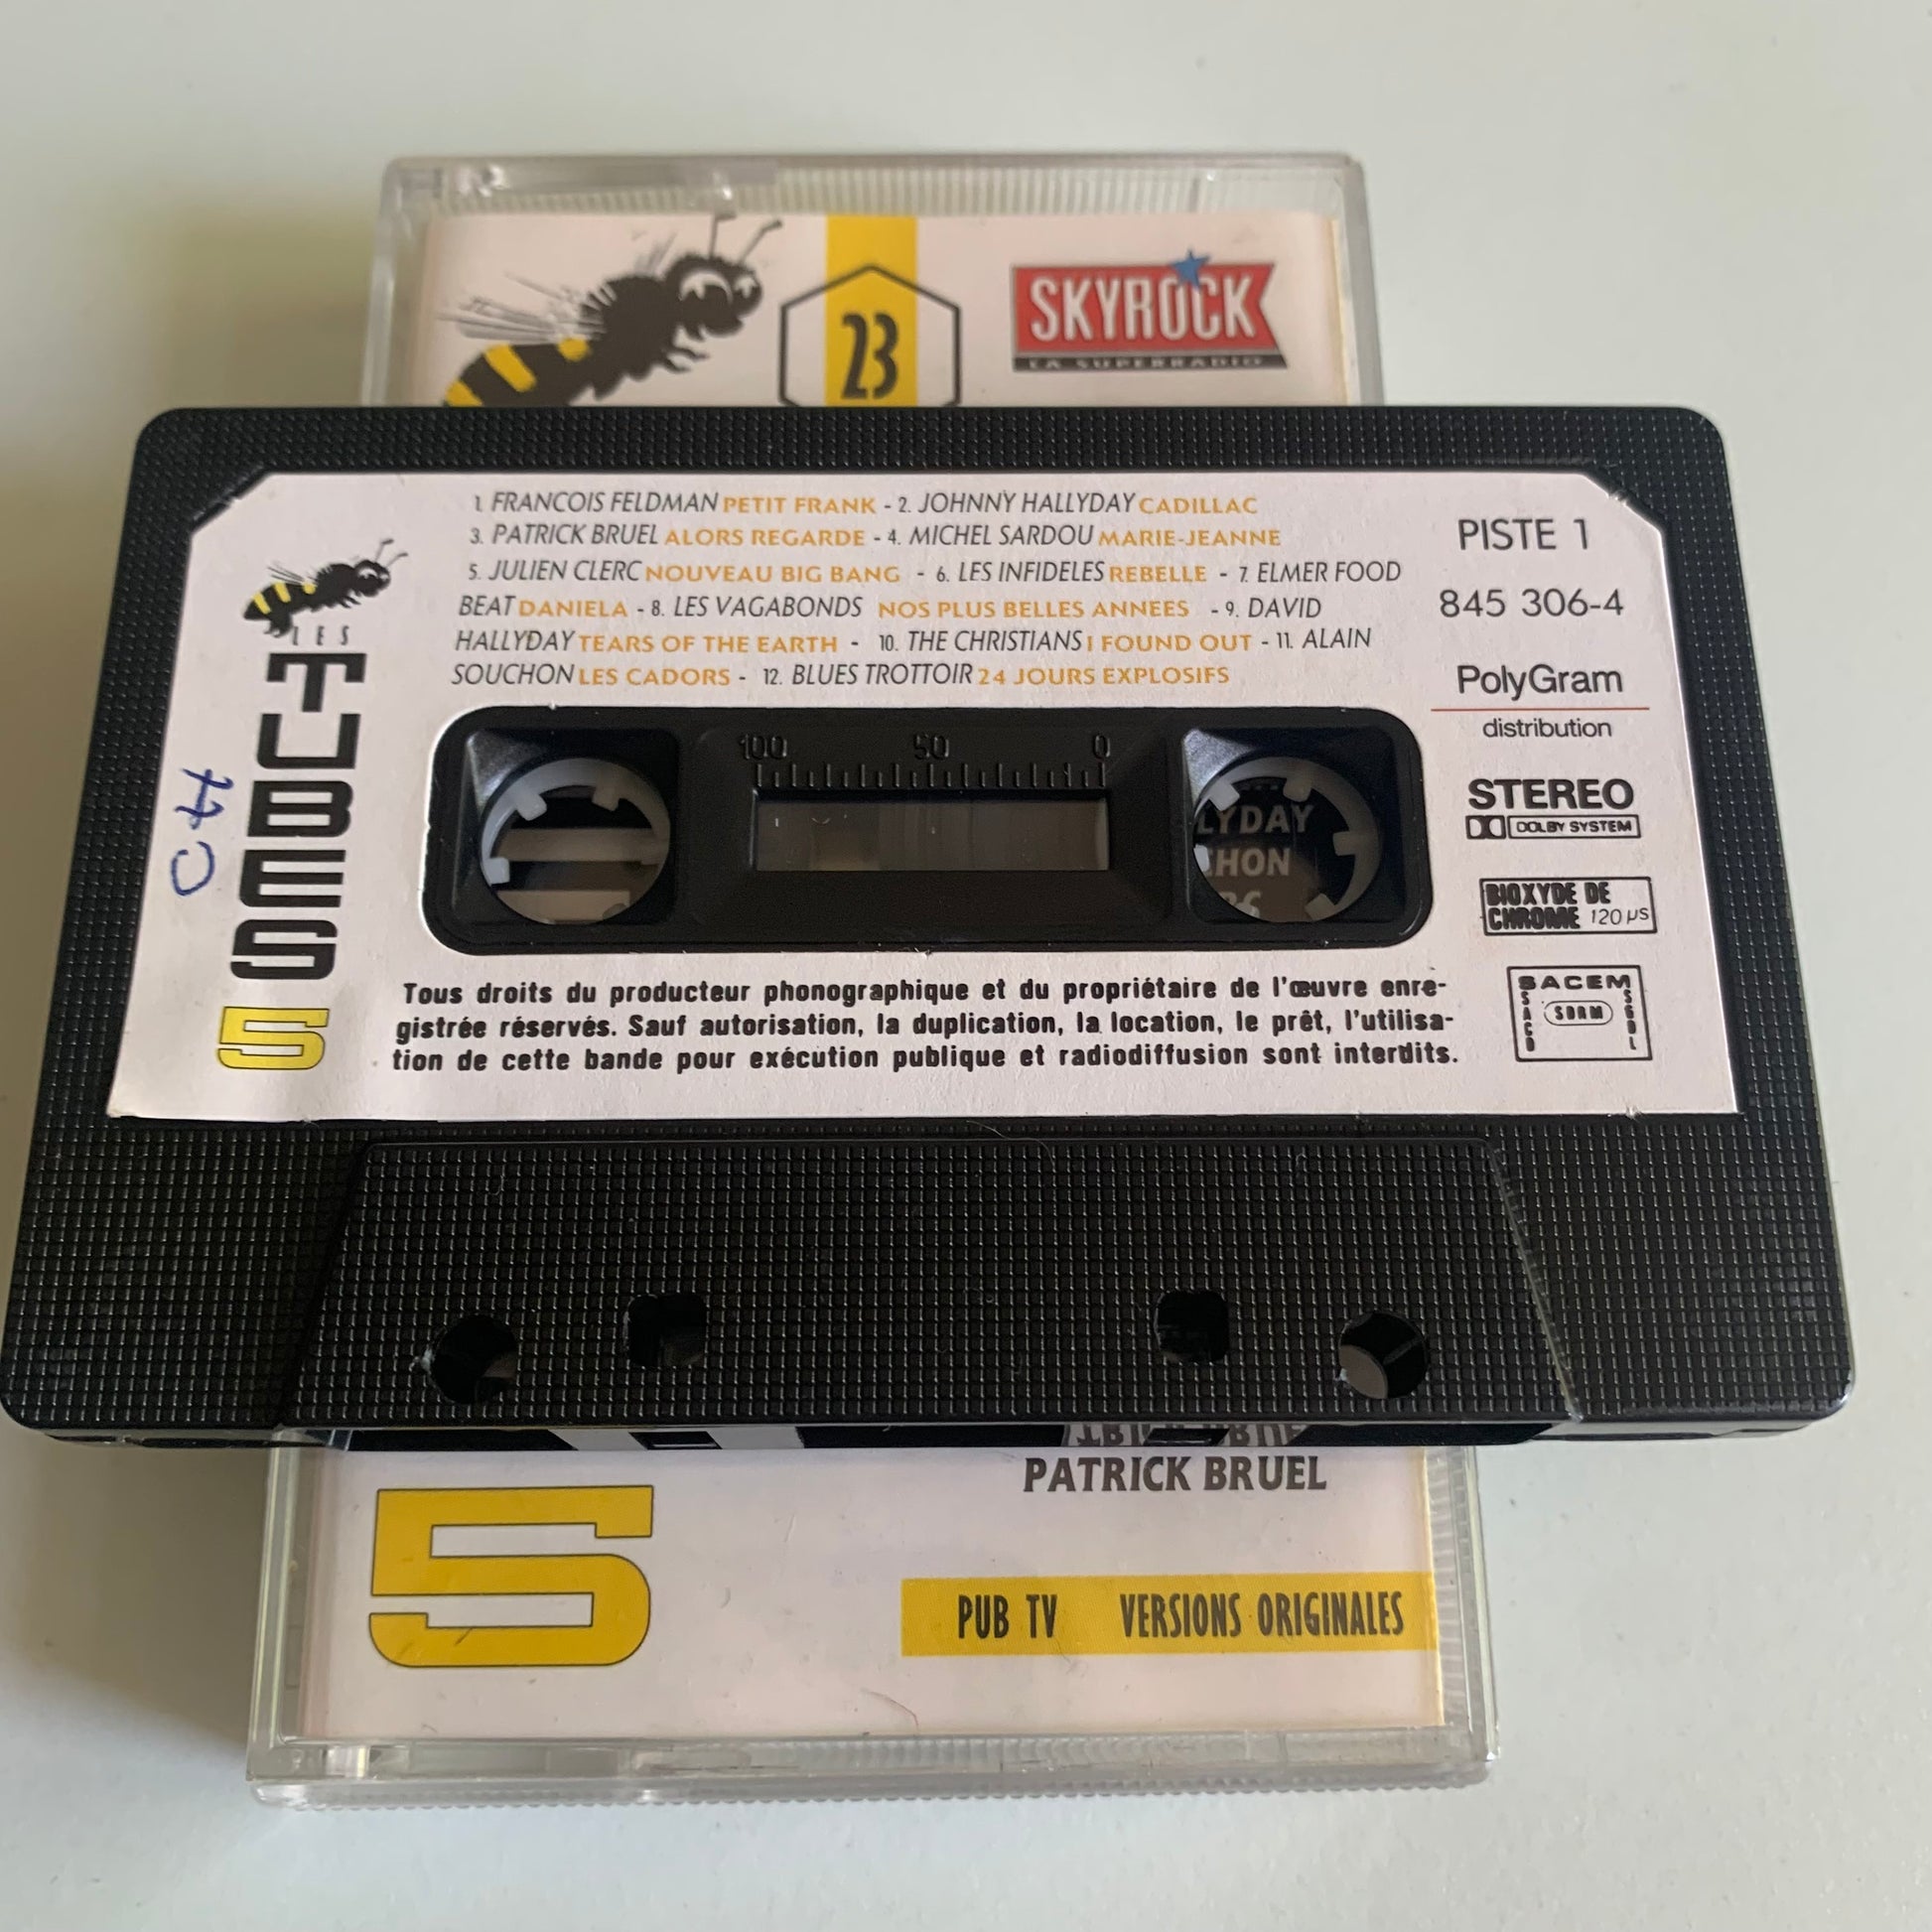 23
SKYROCK
LA SUPERRADIO
1. FRANCOIS FELDMAN PETIT FRANK - 2. JOHNNY HALLYDAY CADILLAC
3. PATRICK BRUEL ALORS REGARDE - 4. MICHEL SARDOU MARIE-JEANNE
5. JULIEN CLERC NOUVEAU BIG BANG - 6. LES INFIDELES REBELLE - 7. ELMER FOOD
BEAT DANIELA - 8. LES VAGABONDS NOS PLUS BELLES ANNEES - 9. DAVID
HALLYDAY TEARS OF THE EARTH - 10. THE CHRISTIANS I FOUND OUT - 11. ALAIN
SOUCHON LES CADORS - 12. BLUES TROTTOIR 24 JOURS EXPLOSIFS
PISTE 1
845 306-4
PolyGram
distribution
STEREO
DOLBY SYSTEM
BIOXYDE DE
CHROME 120 µs
SACEM
SACD
SDRM
SGDL
LES
TUBES
5
100 50 0
LYDAY
CHON
Tous droits du producteur phonographique et du propriétaire de l'œuvre enre-
gistrée réservés. Sauf autorisation, la duplication, la location, le prêt, l'utilisa-
tion de cette bande pour exécution publique et radiodiffusion sont interdits.
PATRICK BRUEL
5
PUB TV VERSIONS ORIGINALES